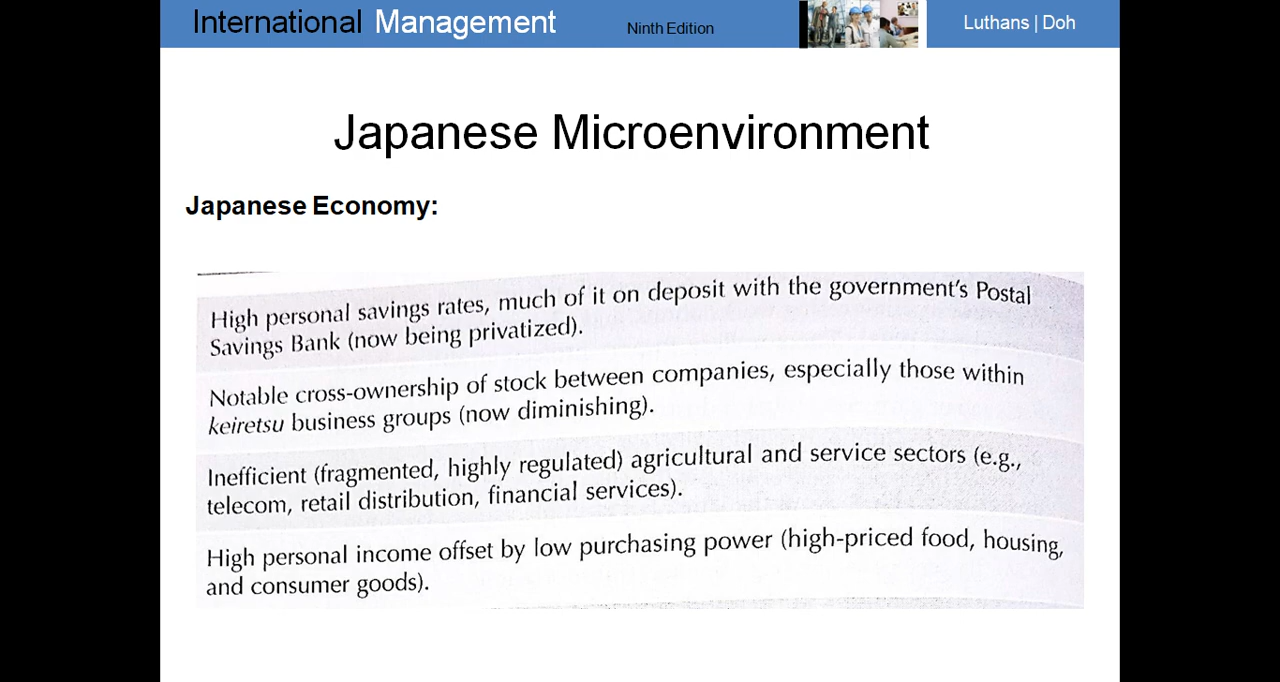 International Management
Ninth Edition
Luthans | Doh
Japanese Microenvironment
Japanese Economy:
High personal savings rates, much of it on deposit with the government's Postal
Savings Bank (now being privatized).
Notable cross-ownership of stock between companies, especially those within
keiretsu business groups (now diminishing).
Inefficient (fragmented, highly regulated) agricultural and service sectors (e.g.,
telecom, retail distribution, financial services).
High personal income offset by low purchasing power (high-priced food, housing,
and consumer goods).